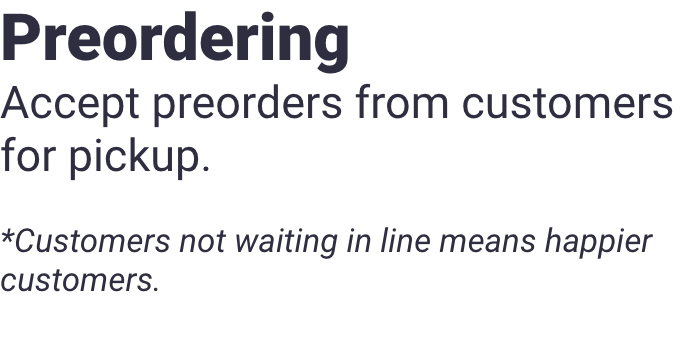 Preordering
Accept preorders from customers
for pickup.
*Customers not waiting in line means happier
customers.